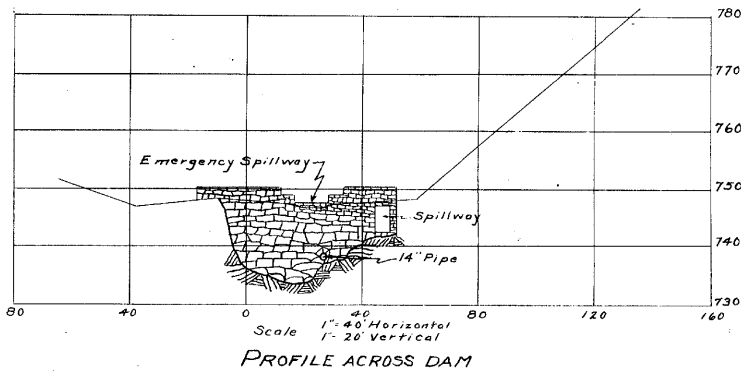 780
770
760
Emergency Spillway
750
Spillway
740
14" Pipe
730
80 40 0 40 80 120 160
Scale 1"= 40' Horizontal
1"- 20' Vertical
PROFILE ACROSS DAM